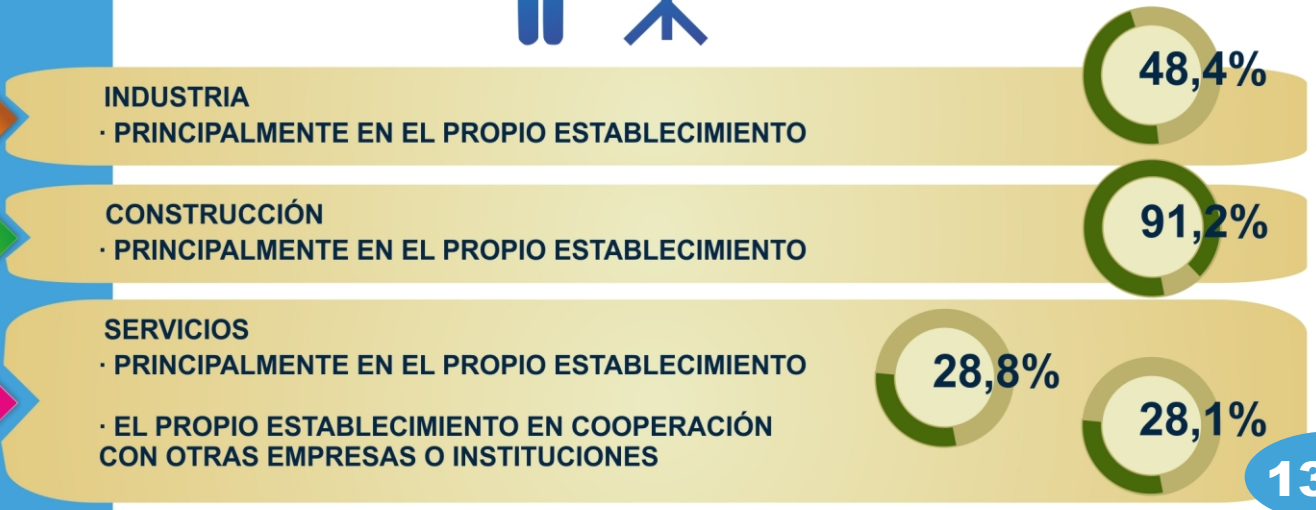 INDUSTRIA
· PRINCIPALMENTE EN EL PROPIO ESTABLECIMIENTO
48,4%
CONSTRUCCIÓN
· PRINCIPALMENTE EN EL PROPIO ESTABLECIMIENTO
91,2%
SERVICIOS
· PRINCIPALMENTE EN EL PROPIO ESTABLECIMIENTO
28,8%
· EL PROPIO ESTABLECIMIENTO EN COOPERACIÓN
CON OTRAS EMPRESAS O INSTITUCIONES
28,1%
13